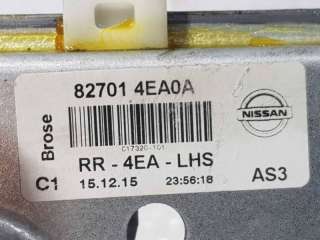 82701 4EA0A
Brose
NISSAN
C17320-101
RR - 4EA - LHS
C1 15.12.15 23:56:18 AS3